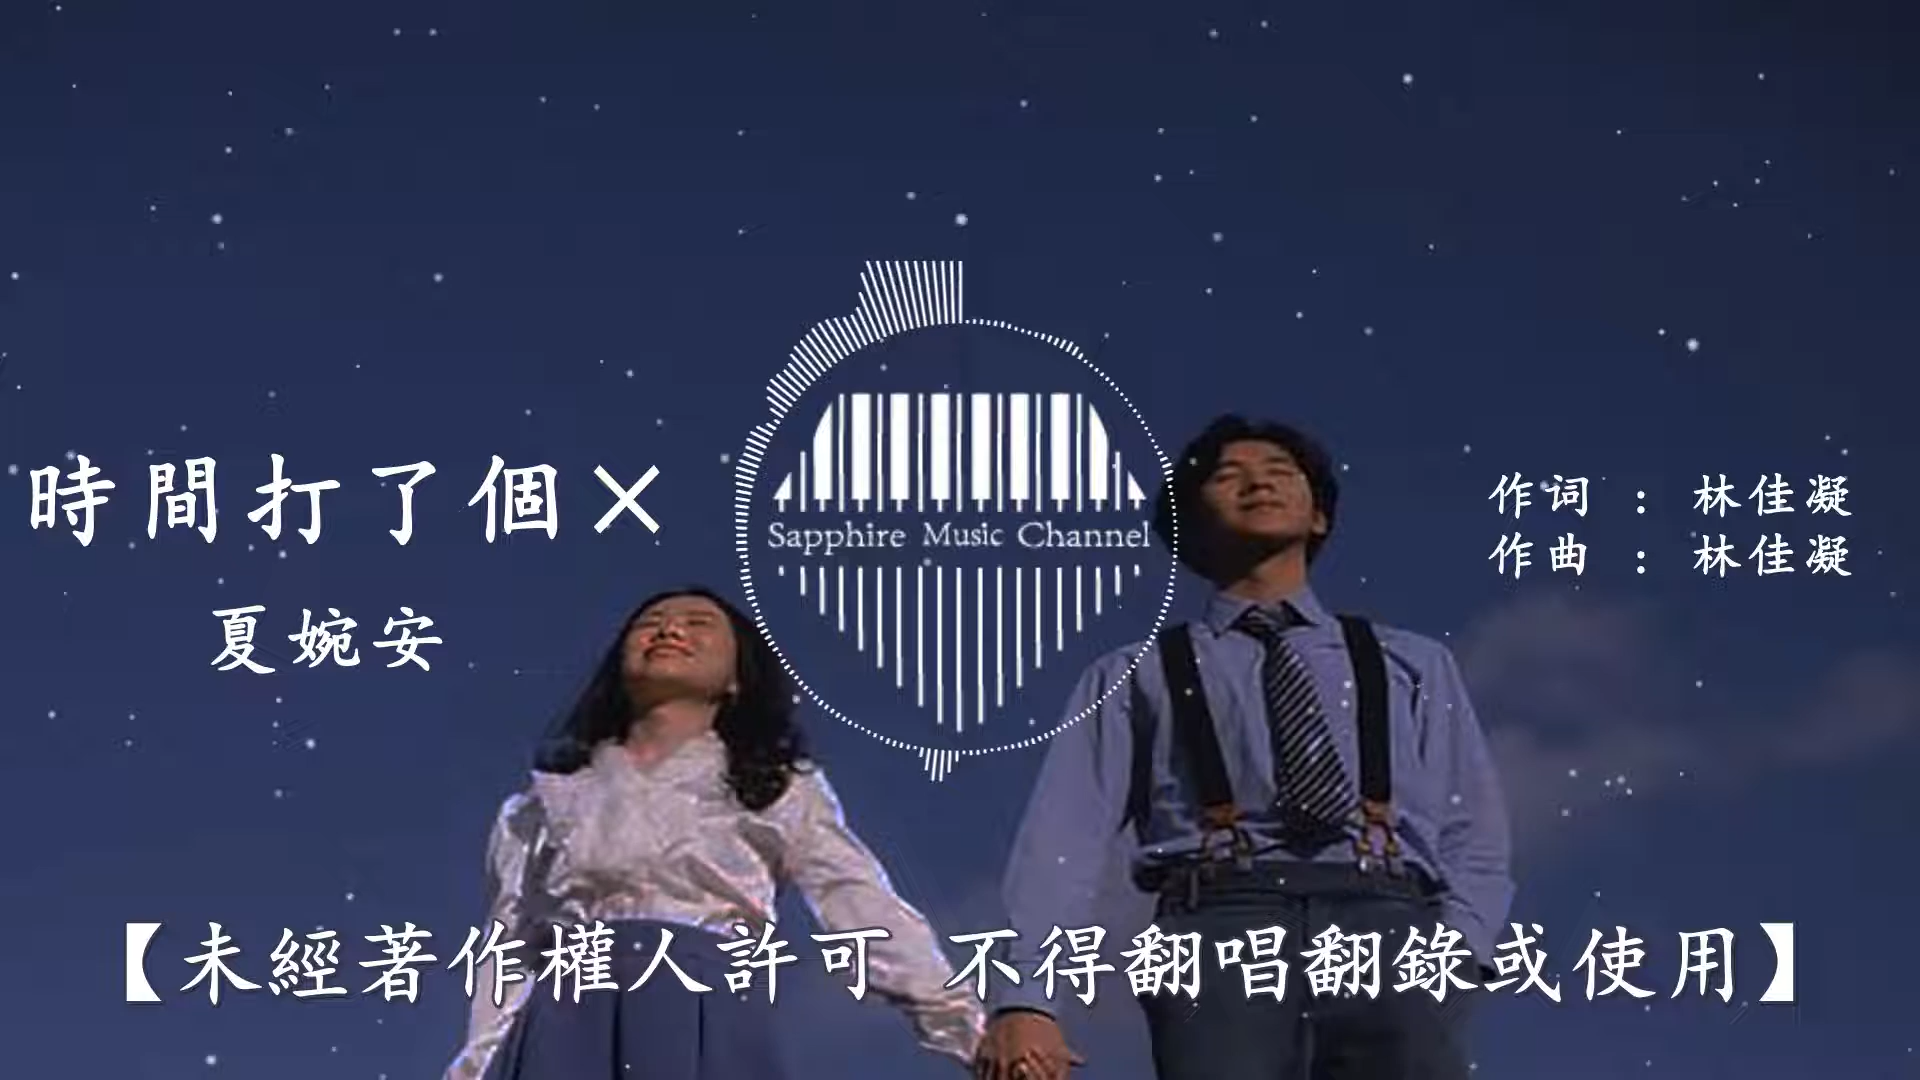 時間打了個×
夏婉安
Sapphire Music Channel
作词 : 林佳凝
作曲 : 林佳凝
【未經著作權人許可 不得翻唱翻錄或使用】